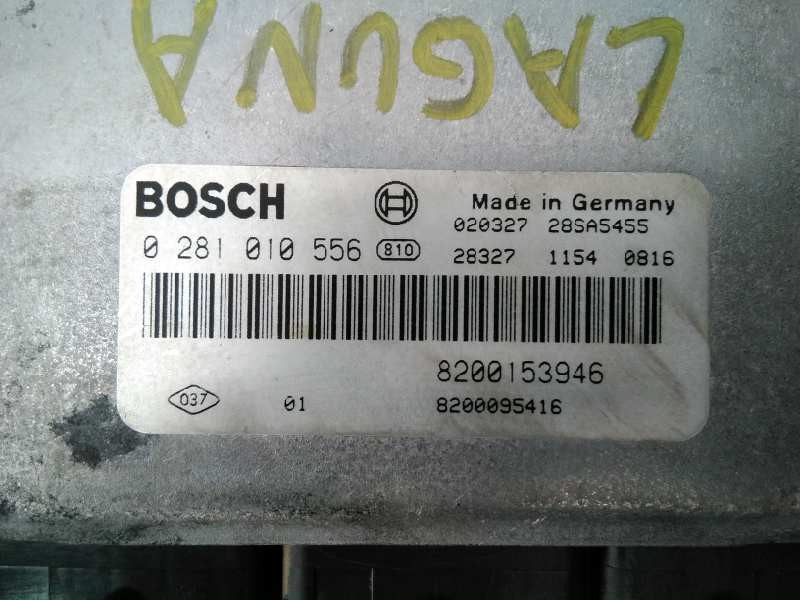 LAGUNA
BOSCH
Made in Germany
020327 28SA5455
0 281 010 556 810
28327 1154 0816
8200153946
037 01 8200095416